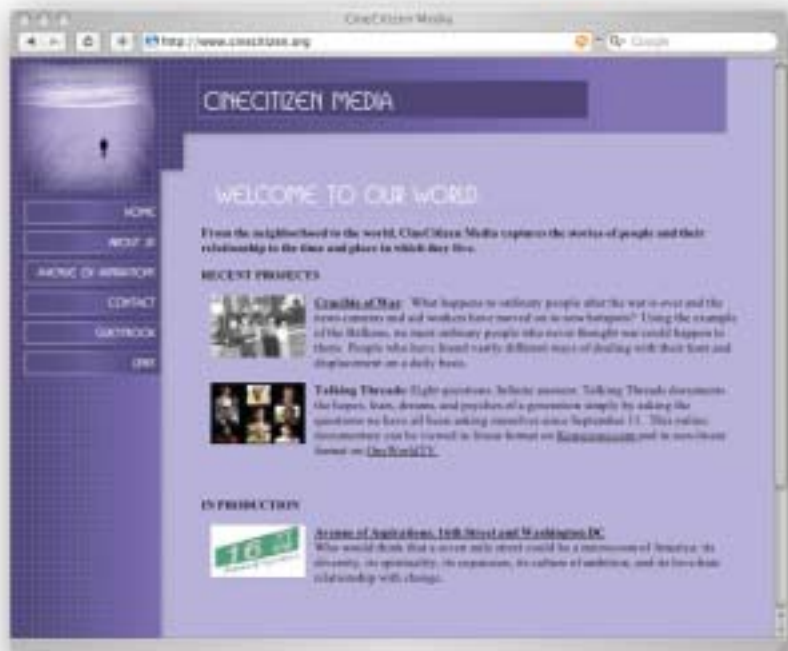 CineCitizen Media
http://www.cinecitizen.org
Google
CINECITIZEN MEDIA
WELCOME TO OUR WORLD
HOME
ABOUT US
AVENUE OF ASPIRATIONS
CONTACT
GUESTBOOK
LINKS
From the neighborhood to the world, CineCitizen Media captures the stories of people and their
relationship to the time and place in which they live.
RECENT PROJECTS
Crucible of War: What happens to ordinary people after the war is over and the
news cameras and aid workers have moved on to new hotspots? Using the example
of the Balkans, we meet ordinary people who never thought war could happen to
them. People who have found vastly different ways of dealing with their hurt and
displacement on a daily basis.
Talking Threads: Eight questions. Infinite answers. Talking Threads documents
the hopes, fears, dreams, and psyches of a generation simply by asking the
questions we have all been asking ourselves since September 11. This online
documentary can be viewed in linear format on and in non-linear
format on OneWorldTV.
IN PRODUCTION
16 ST
Avenue of Aspirations, 16th Street and Washington DC
Who would think that a seven mile street could be a microcosm of America: its
diversity, its spirituality, its expansion, its culture of ambition, and its love-hate
relationship with change.